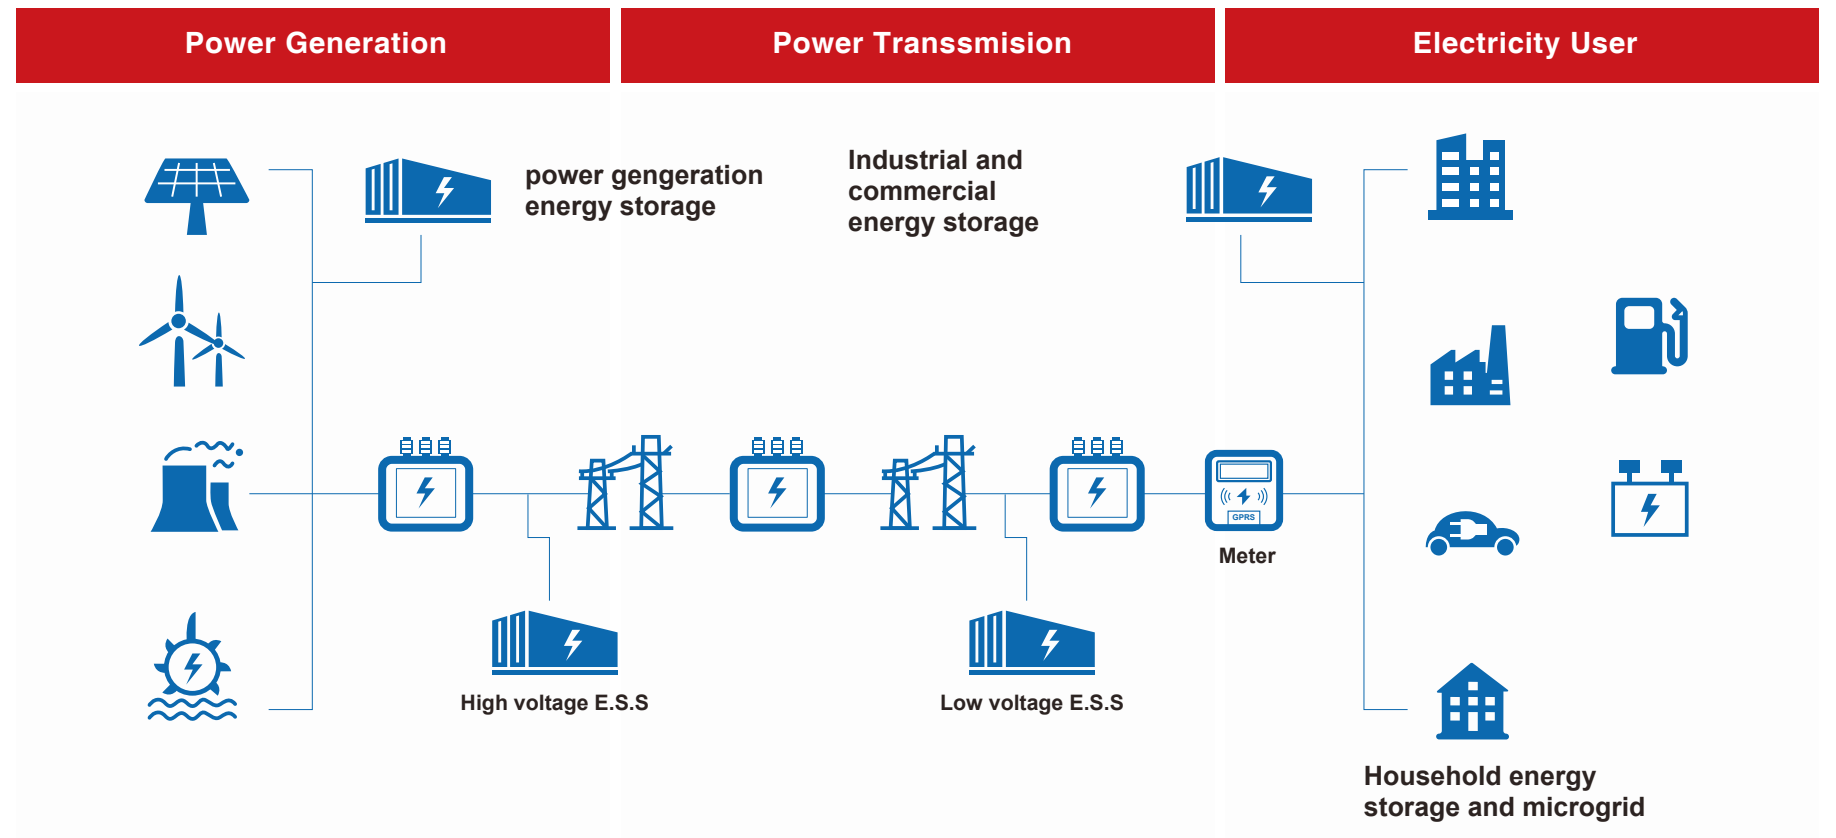 Power Generation
Power Transsmision
Electricity User
power gengeration
energy storage
Industrial and
commercial
energy storage
GPRS
Meter
High voltage E.S.S
Low voltage E.S.S
Household energy
storage and microgrid